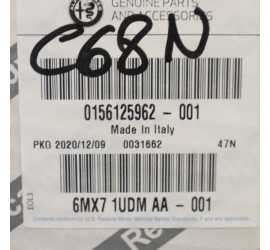 GENUINE PARTS
AND ACCESSORIES
C68N
0156125962 - 001
Made In Italy
PKG 2020/12/09 0031662 47N
6MX7 1UDM AA - 001
EOL3